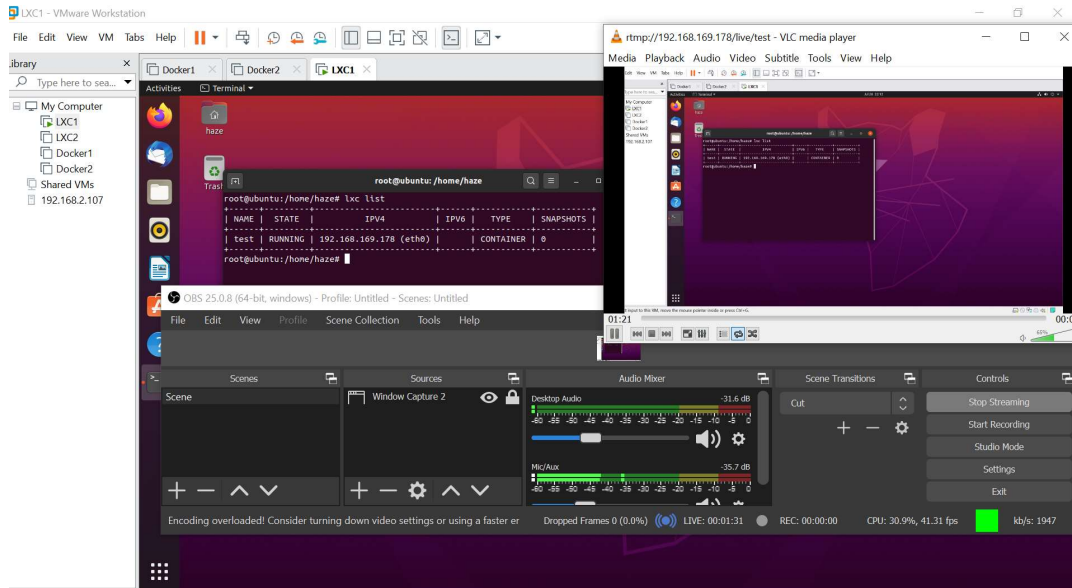 LXC1 - VMware Workstation
File Edit View VM Tabs Help
ibrary
Type here to sea...
My Computer
LXC1
LXC2
Docker1
Docker2
Shared VMs
192.168.2.107
Docker1 Docker2 LXC1
Activities Terminal
haze
Trash
root@ubuntu: /home/haze
root@ubuntu:/home/haze# lxc list
| NAME | STATE | IPV4 | IPV6 | TYPE | SNAPSHOTS |
| test | RUNNING | 192.168.169.178 (eth0) | | CONTAINER | 0 |
root@ubuntu:/home/haze#
rtmp://192.168.169.178/live/test - VLC media player
Media Playback Audio Video Subtitle Tools View Help
01:21
00:0
68%
OBS 25.0.8 (64-bit, windows) - Profile: Untitled - Scenes: Untitled
File Edit View Profile Scene Collection Tools Help
Scenes
Scene
Sources
Window Capture 2
Audio Mixer
Desktop Audio -31.6 dB
-60 -55 -50 -45 -40 -35 -30 -25 -20 -15 -10 -5 0
Mic/Aux -35.7 dB
-60 -55 -50 -45 -40 -35 -30 -25 -20 -15 -10 -5 0
Scene Transitions
Cut
Controls
Stop Streaming
Start Recording
Studio Mode
Settings
Exit
Encoding overloaded! Consider turning down video settings or using a faster er
Dropped Frames 0 (0.0%) LIVE: 00:01:31 REC: 00:00:00 CPU: 30.9%, 41.31 fps kb/s: 1947